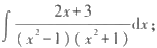 ∫ (2x+3)/((x²-1)(x²+1)) dx;